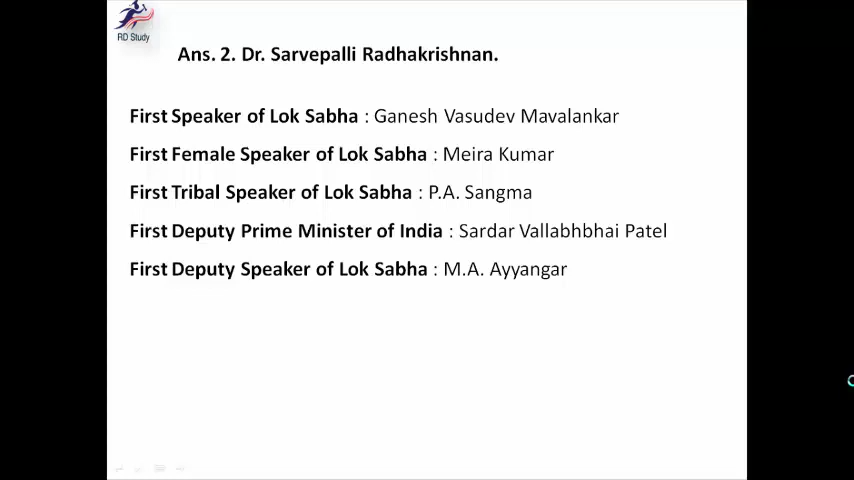 RD Study
Ans. 2. Dr. Sarvepalli Radhakrishnan.
First Speaker of Lok Sabha : Ganesh Vasudev Mavalankar
First Female Speaker of Lok Sabha : Meira Kumar
First Tribal Speaker of Lok Sabha : P.A. Sangma
First Deputy Prime Minister of India : Sardar Vallabhbhai Patel
First Deputy Speaker of Lok Sabha : M.A. Ayyangar